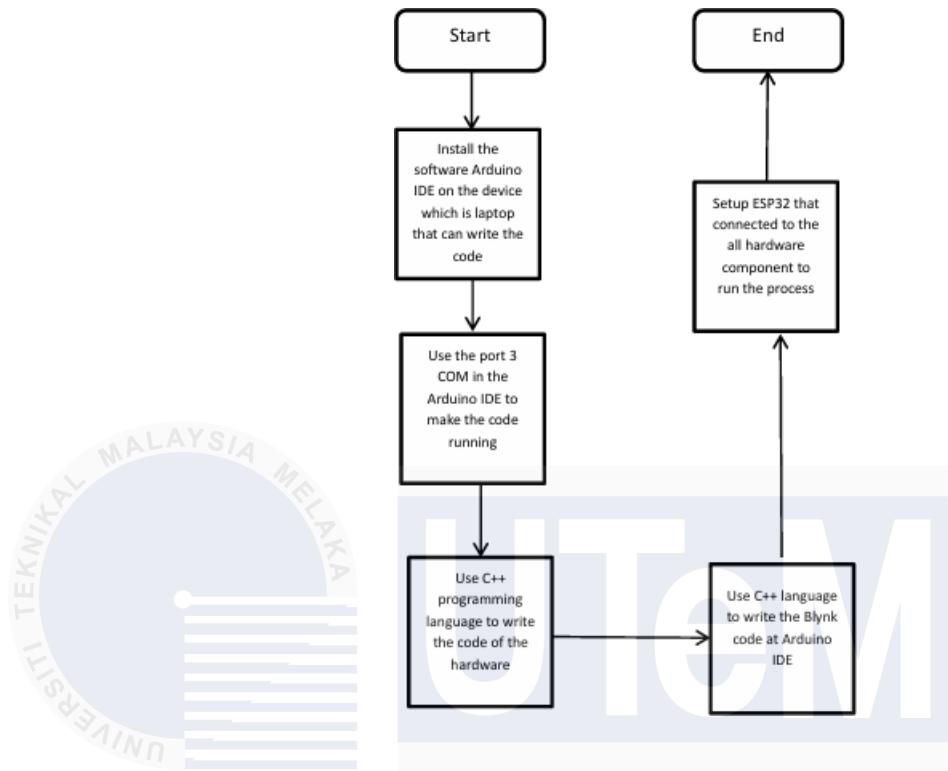 Start
Install the
software Arduino
IDE on the device
which is laptop
that can write the
code
Use the port 3
COM in the
Arduino IDE to
make the code
running
Use C++
programming
language to write
the code of the
hardware
Use C++ language
to write the Blynk
code at Arduino
IDE
Setup ESP32 that
connected to the
all hardware
component to
run the process
End
UNIVERSITI TEKNIKAL MALAYSIA MELAKA
UTeM